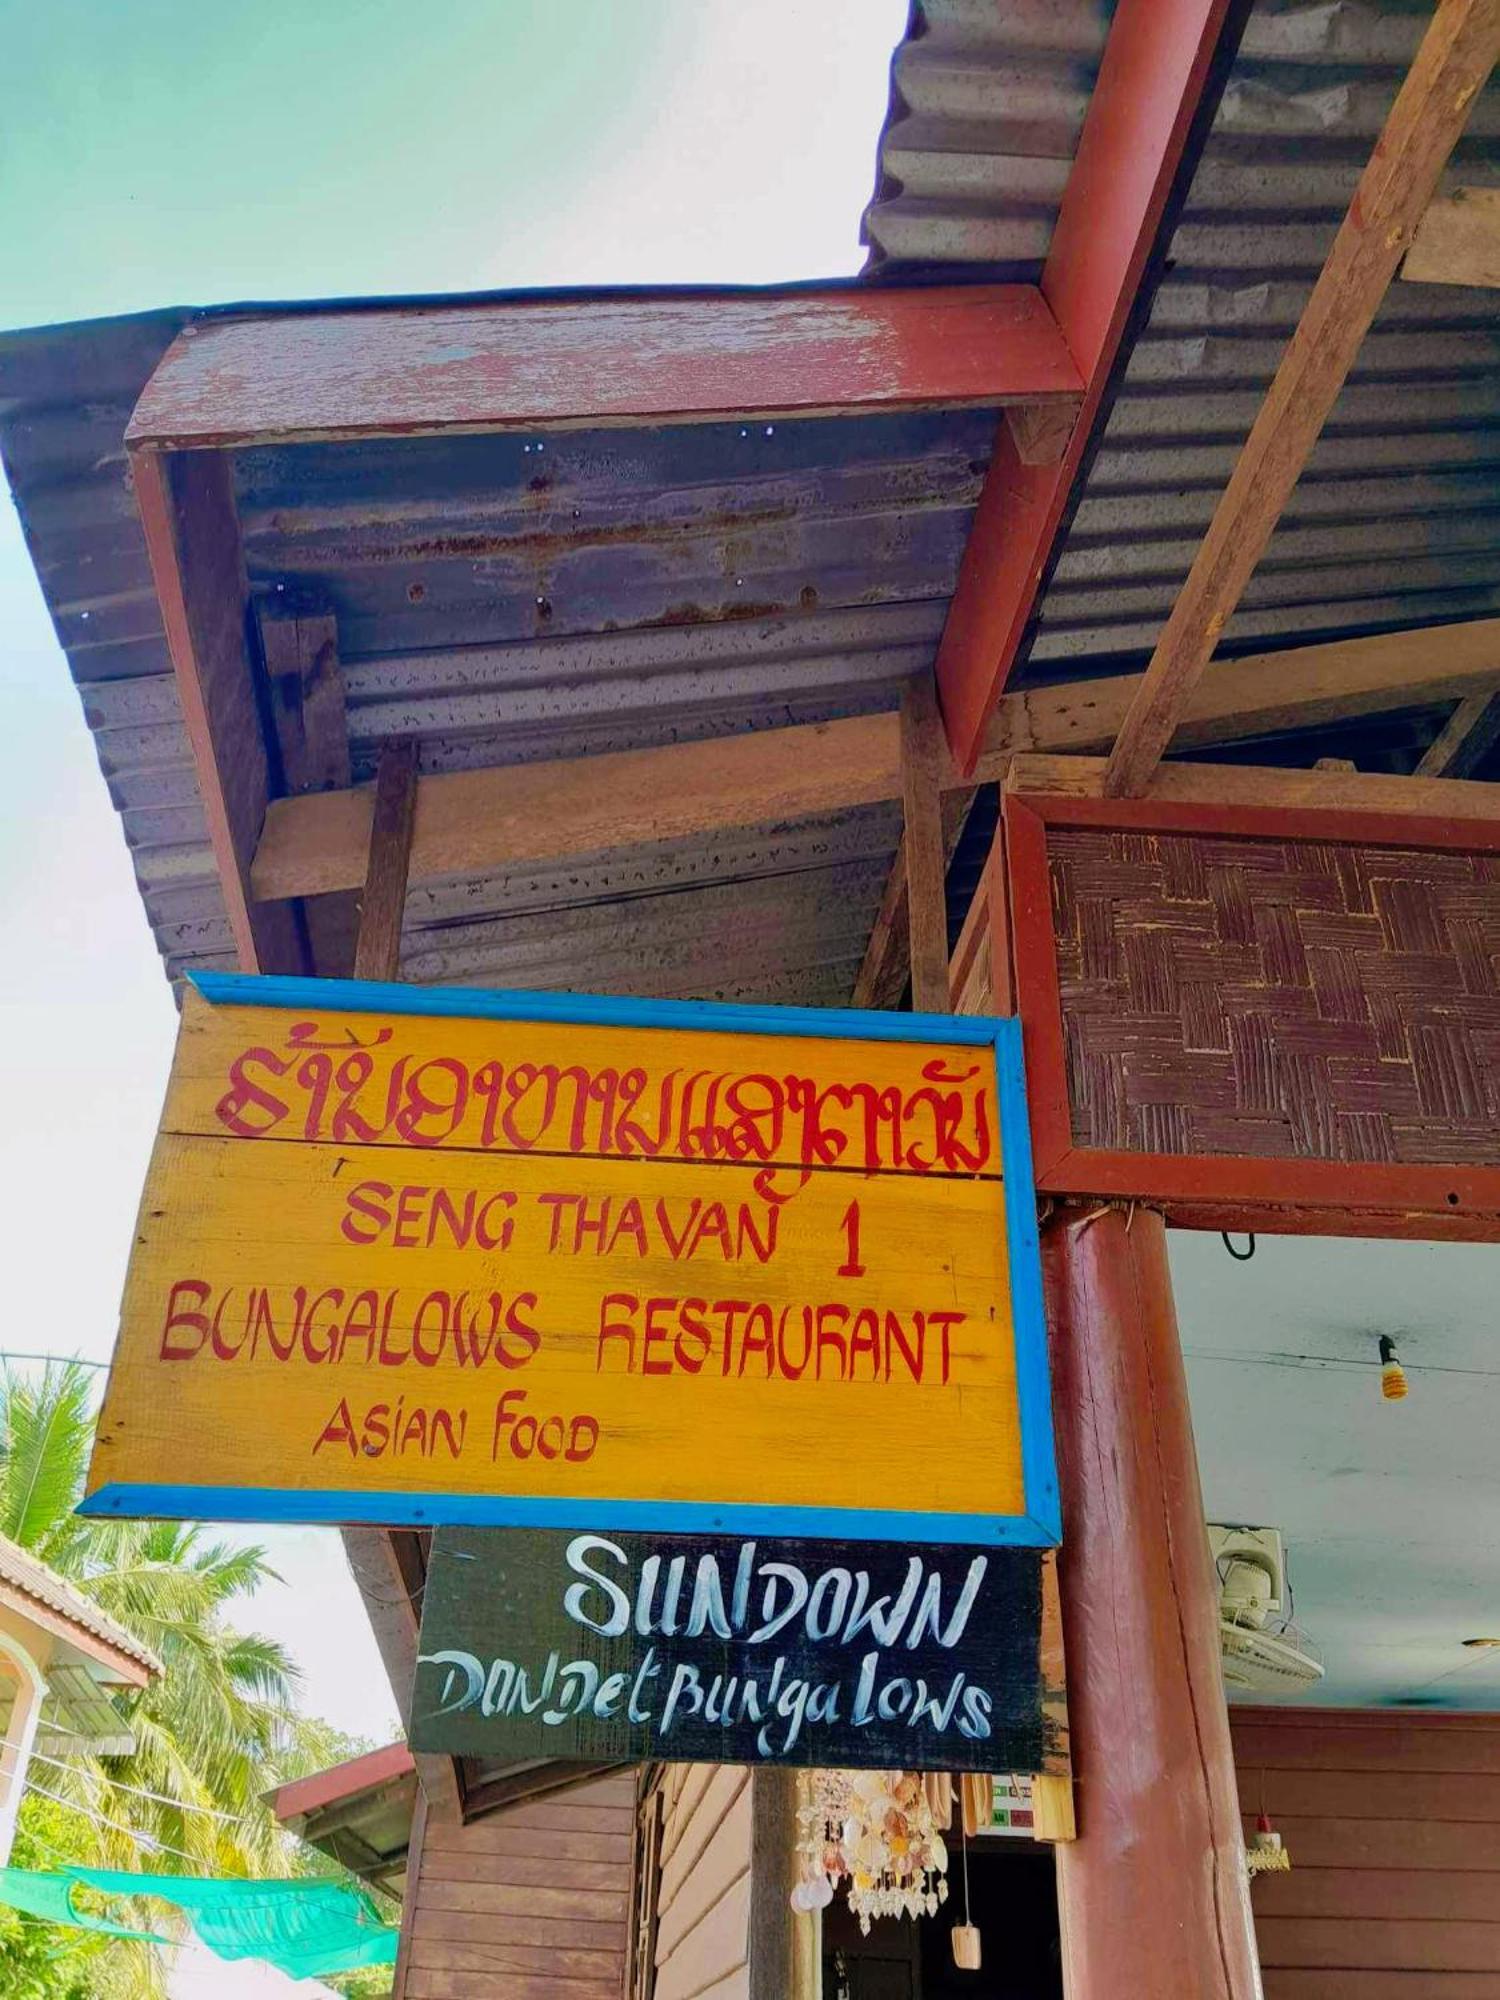 ຮ້ານອາຫານແສງຕາວັນ
SENG THAVAN 1
BUNGALOWS RESTAURANT
ASiAN FOOD
SUNDOWN
DONDet BUNgaLOWS